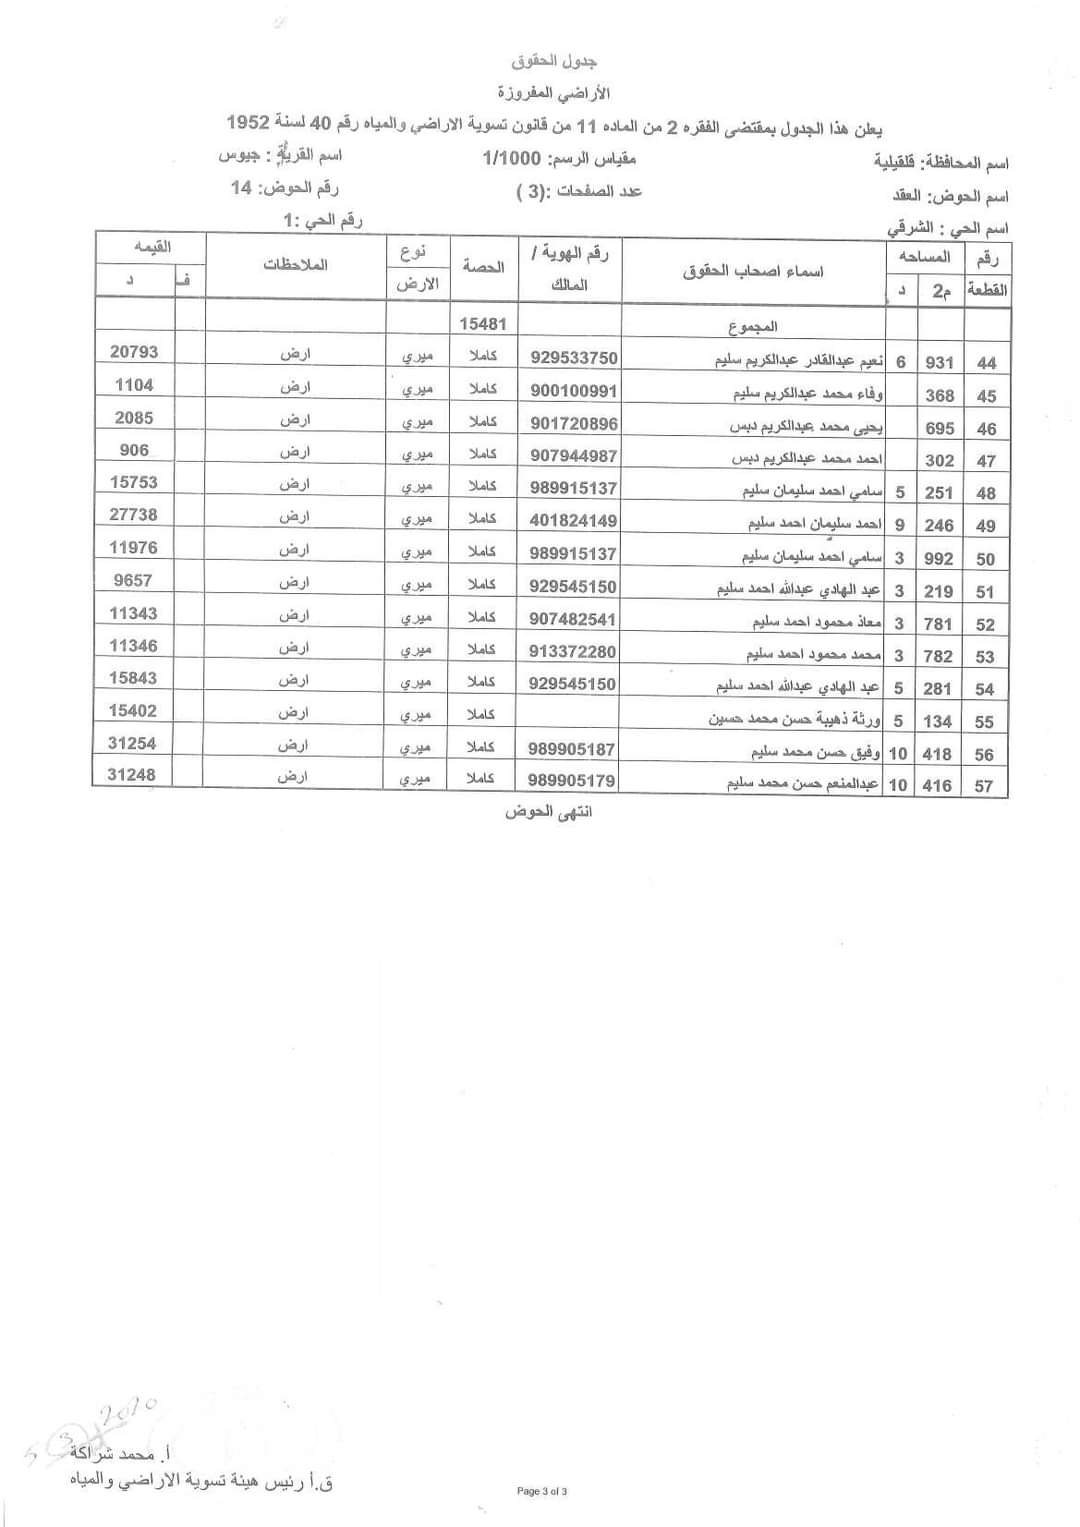 جدول الحقوق
الأراضي المفروزة
يعلن هذا الجدول بمقتضى الفقره 2 من الماده 11 من قانون تسوية الاراضي والمياه رقم 40 لسنة 1952
اسم المحافظة: قلقيلية مقياس الرسم: 1/1000 اسم القرية : جيوس
اسم الحوض: العقد عدد الصفحات :(3 ) رقم الحوض: 14
اسم الحي : الشرقي رقم الحي :1
رقم القطعة المساحه م2 د اسماء اصحاب الحقوق رقم الهوية / المالك الحصة نوع الارض الملاحظات القيمه ف د
المجموع 15481
44 931 6 نعيم عبدالقادر عبدالكريم سليم 929533750 كاملا ميري ارض 20793
45 368 وفاء محمد عبدالكريم سليم 900100991 كاملا ميري ارض 1104
46 695 يحيى محمد عبدالكريم دبس 901720896 كاملا ميري ارض 2085
47 302 احمد محمد عبدالكريم دبس 907944987 كاملا ميري ارض 906
48 251 5 سامي احمد سليمان سليم 989915137 كاملا ميري ارض 15753
49 246 9 احمد سليمان احمد سليم 401824149 كاملا ميري ارض 27738
50 992 3 سامي احمد سليمان سليم 989915137 كاملا ميري ارض 11976
51 219 3 عبد الهادي عبدالله احمد سليم 929545150 كاملا ميري ارض 9657
52 781 3 معاذ محمود احمد سليم 907482541 كاملا ميري ارض 11343
53 782 3 محمد محمود احمد سليم 913372280 كاملا ميري ارض 11346
54 281 5 عبد الهادي عبدالله احمد سليم 929545150 كاملا ميري ارض 15843
55 134 5 ورثة ذهيبة حسن محمد حسين كاملا ميري ارض 15402
56 418 10 وفيق حسن محمد سليم 989905187 كاملا ميري ارض 31254
57 416 10 عبدالمنعم حسن محمد سليم 989905179 كاملا ميري ارض 31248
انتهى الحوض
أ. محمد شراكة
ق.أ رئيس هيئة تسوية الاراضي والمياه
Page 3 of 3